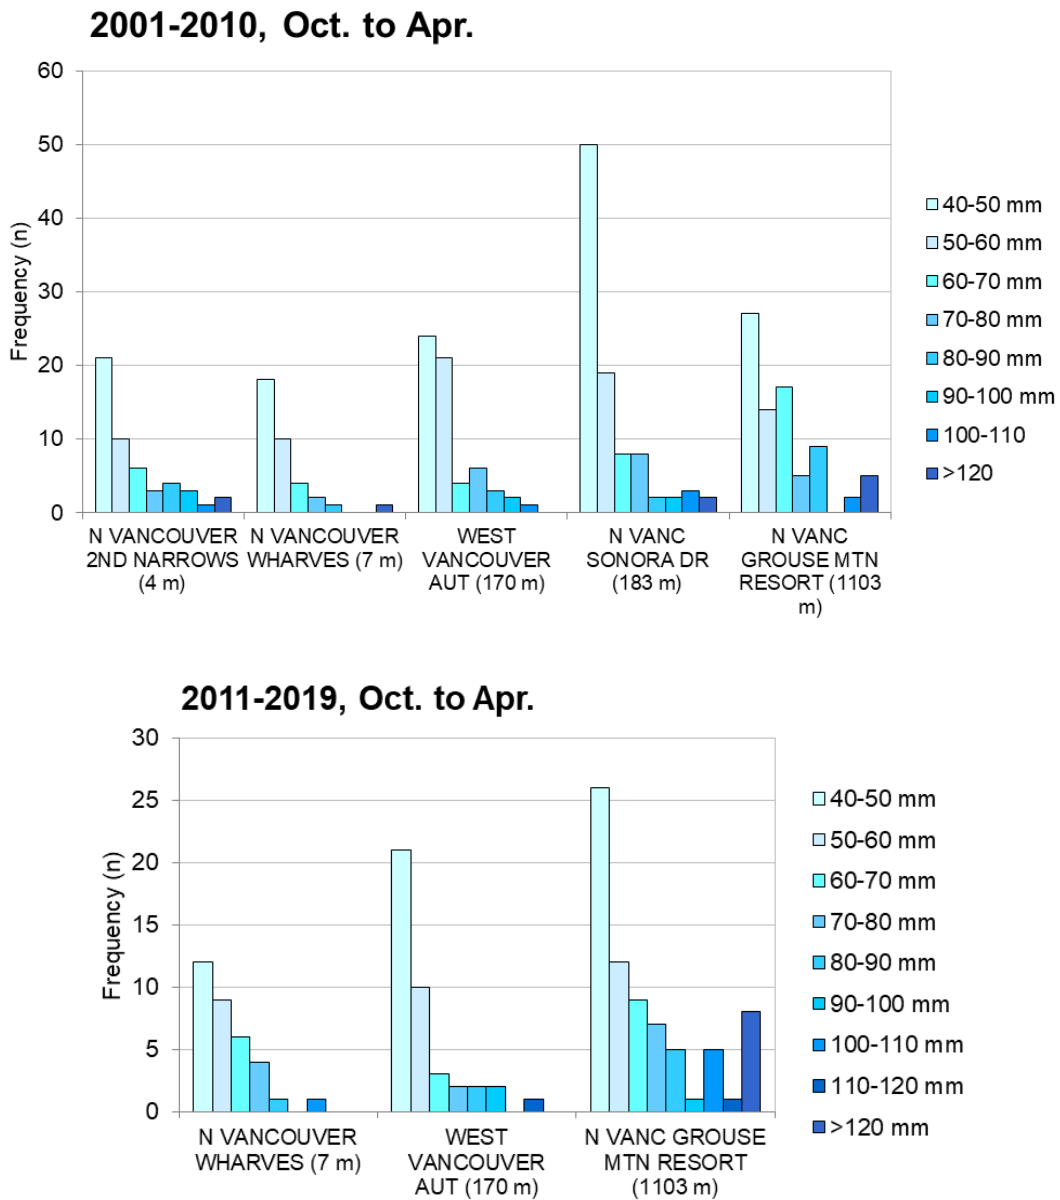 2001-2010, Oct. to Apr.
60
50
40
30
20
10
0
Frequency (n)
N VANCOUVER
2ND NARROWS
(4 m)
N VANCOUVER
WHARVES (7 m)
WEST
VANCOUVER
AUT (170 m)
N VANC
SONORA DR
(183 m)
N VANC
GROUSE MTN
RESORT (1103
m)
40-50 mm
50-60 mm
60-70 mm
70-80 mm
80-90 mm
90-100 mm
100-110
>120
2011-2019, Oct. to Apr.
30
25
20
15
10
5
0
Frequency (n)
N VANCOUVER
WHARVES (7 m)
WEST
VANCOUVER
AUT (170 m)
N VANC GROUSE
MTN RESORT
(1103 m)
40-50 mm
50-60 mm
60-70 mm
70-80 mm
80-90 mm
90-100 mm
100-110 mm
110-120 mm
>120 mm